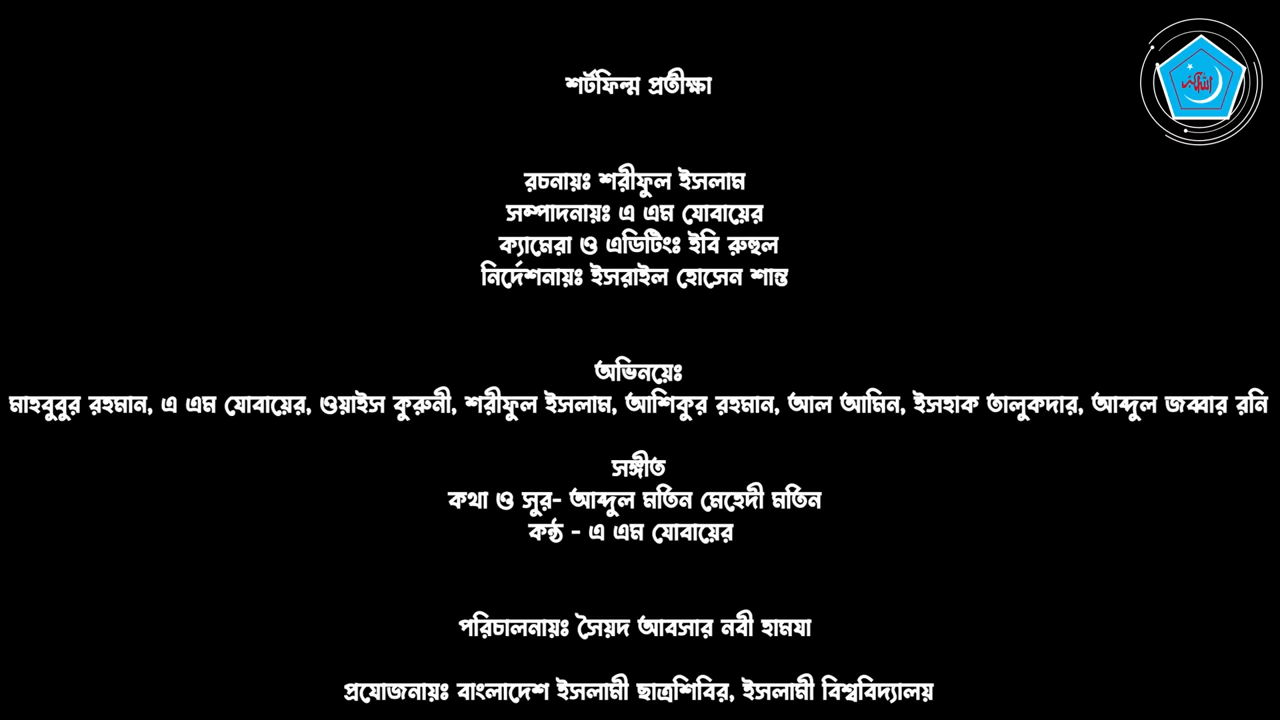 শর্টফিল্ম প্রতীক্ষা
রচনায়ঃ শরীফুল ইসলাম
সম্পাদনায়ঃ এ এম যোবায়ের
ক্যামেরা ও এডিটিংঃ ইবি রুহুল
নির্দেশনায়ঃ ইসরাইল হোসেন শান্ত
অভিনয়েঃ
মাহবুবুর রহমান, এ এম যোবায়ের, ওয়াইস কুরুনী, শরীফুল ইসলাম, আশিকুর রহমান, আল আমিন, ইসহাক তালুকদার, আব্দুল জব্বার রনি
সঙ্গীত
কথা ও সুর- আব্দুল মতিন মেহেদী মতিন
কন্ঠ - এ এম যোবায়ের
পরিচালনায়ঃ সৈয়দ আবসার নবী হামযা
প্রযোজনায়ঃ বাংলাদেশ ইসলামী ছাত্রশিবির, ইসলামী বিশ্ববিদ্যালয়